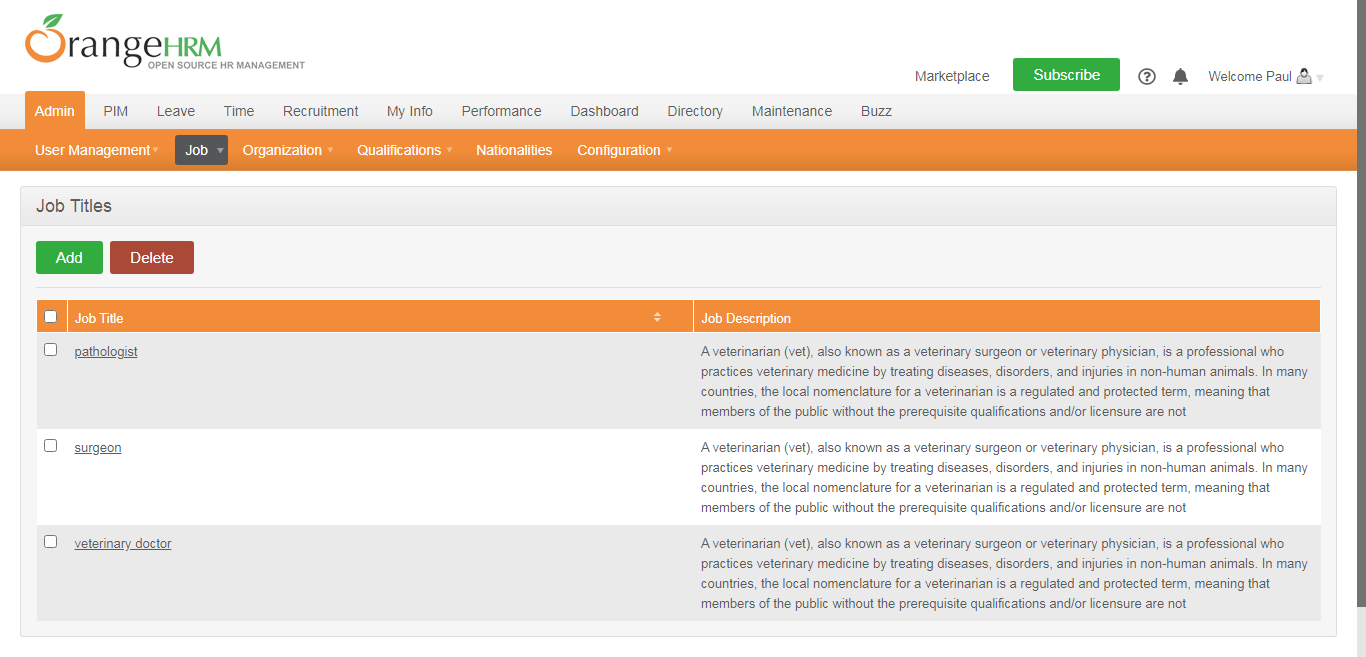 OrangeHRM
OPEN SOURCE HR MANAGEMENT
Marketplace Subscribe Welcome Paul
Admin PIM Leave Time Recruitment My Info Performance Dashboard Directory Maintenance Buzz
User Management Job Organization Qualifications Nationalities Configuration
Job Titles
Add Delete
Job Title Job Description
pathologist A veterinarian (vet), also known as a veterinary surgeon or veterinary physician, is a professional who
practices veterinary medicine by treating diseases, disorders, and injuries in non-human animals. In many
countries, the local nomenclature for a veterinarian is a regulated and protected term, meaning that
members of the public without the prerequisite qualifications and/or licensure are not
surgeon A veterinarian (vet), also known as a veterinary surgeon or veterinary physician, is a professional who
practices veterinary medicine by treating diseases, disorders, and injuries in non-human animals. In many
countries, the local nomenclature for a veterinarian is a regulated and protected term, meaning that
members of the public without the prerequisite qualifications and/or licensure are not
veterinary doctor A veterinarian (vet), also known as a veterinary surgeon or veterinary physician, is a professional who
practices veterinary medicine by treating diseases, disorders, and injuries in non-human animals. In many
countries, the local nomenclature for a veterinarian is a regulated and protected term, meaning that
members of the public without the prerequisite qualifications and/or licensure are not